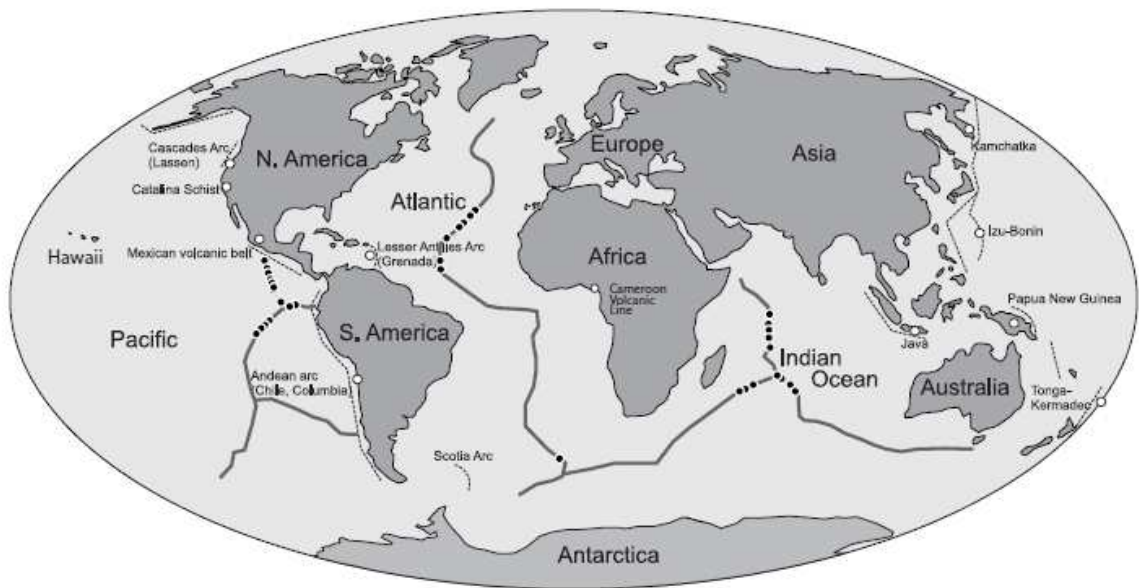 Cascades Arc
(Lassen)
N. America
Europe
Asia
Kamchatka
Catalina Schist
Atlantic
Hawaii
Mexican volcanic belt
Lesser Antilles Arc
(Grenada)
Africa
Izu-Bonin
Cameroon
Volcanic
Line
Papua New Guinea
Pacific
S. America
Java
Indian
Ocean
Andean arc
(Chile, Columbia)
Australia
Tonga-
Kermadec
Scotia Arc
Antarctica